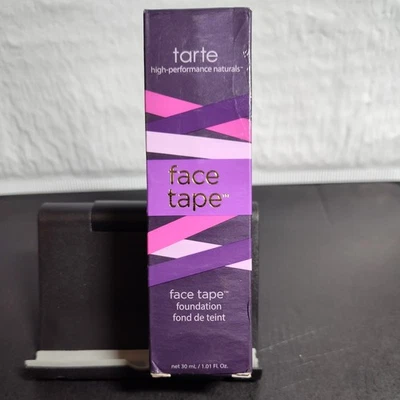 tarte
high-performance naturals™
face
tape™
face tape™
foundation
fond de teint
net 30 mL / 1.01 Fl. Oz.